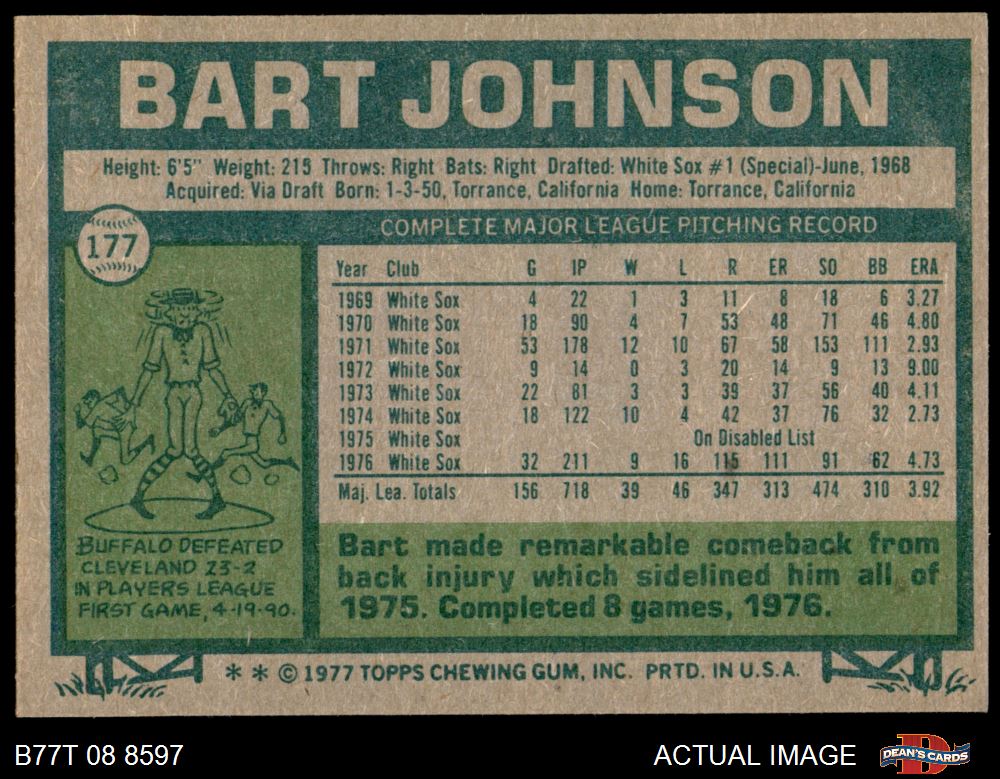 BART JOHNSON
Height: 6'5" Weight: 215 Throws: Right Bats: Right Drafted: White Sox #1 (Special)-June, 1968
Acquired: Via Draft Born: 1-3-50, Torrance, California Home: Torrance, California
177
COMPLETE MAJOR LEAGUE PITCHING RECORD
Year Club G IP W L R ER SO BB ERA
1969 White Sox 4 22 1 3 11 8 18 6 3.27
1970 White Sox 18 90 4 7 53 48 71 46 4.80
1971 White Sox 53 178 12 10 67 58 153 111 2.93
1972 White Sox 9 14 0 3 20 14 9 13 9.00
1973 White Sox 22 81 3 3 39 37 56 40 4.11
1974 White Sox 18 122 10 4 42 37 76 32 2.73
1975 White Sox On Disabled List
1976 White Sox 32 211 9 16 115 111 91 62 4.73
Maj. Lea. Totals 156 718 39 46 347 313 474 310 3.92
BUFFALO DEFEATED
CLEVELAND 23-2
IN PLAYERS LEAGUE
FIRST GAME, 4-19-90.
Bart made remarkable comeback from
back injury which sidelined him all of
1975. Completed 8 games, 1976.
* * © 1977 TOPPS CHEWING GUM, INC. PRTD. IN U.S.A.
B77T 08 8597
ACTUAL IMAGE
DEAN'S CARDS